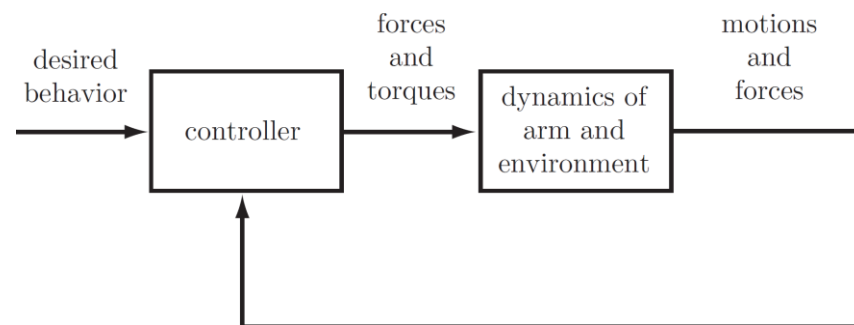 desired
behavior
controller
forces
and
torques
dynamics of
arm and
environment
motions
and
forces